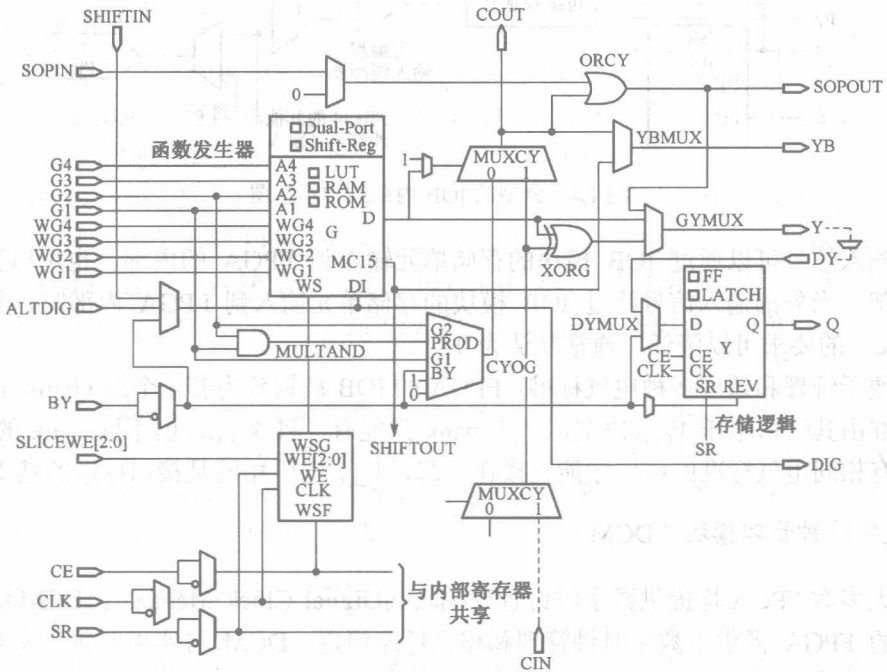 SHIFTIN
COUT
SOPIN
ORCY
SOPOUT
0
Dual-Port
Shift-Reg
函数发生器
YBMUX
YB
G4
G3
G2
G1
WG4
WG3
WG2
WG1
A4
A3
A2
A1
LUT
RAM
ROM
G
D
WG4
WG3
WG2
WG1
MC15
WS
DI
1
MUXCY
0 1
GYMUX
Y
DY
XORG
ALTDIG
MULTAND
G2
PROD
G1
BY
CYOG
1
0
DYMUX
FF
LATCH
D
Q
Y
CE
CLK
CE
CK
SR REV
Q
存储逻辑
BY
SLICEWE[2:0]
WSG
WE[2:0]
WE
CLK
WSF
SHIFTOUT
SR
DIG
MUXCY
0 1
CE
CLK
SR
与内部寄存器
共享
CIN